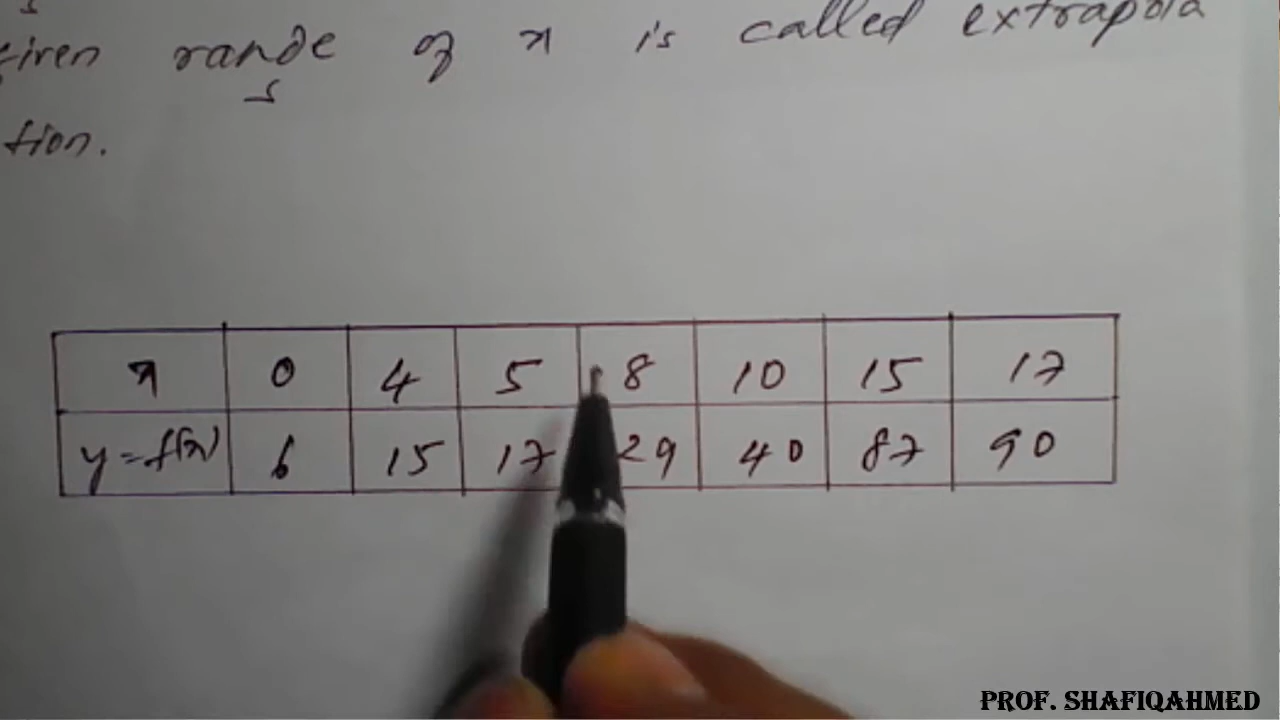 given range of x is called extrapola
tion.
x 0 4 5 8 10 15 17
y=f(x) 6 15 17 29 40 87 90
PROF. SHAFIQAHMED